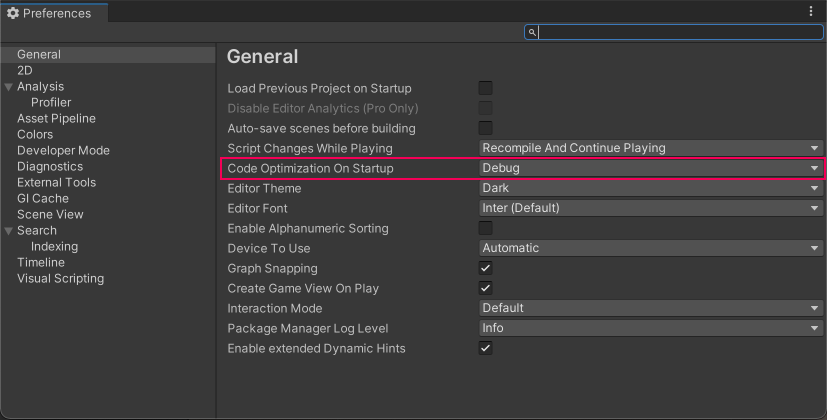 Preferences
General
2D
Analysis
Profiler
Asset Pipeline
Colors
Developer Mode
Diagnostics
External Tools
GI Cache
Scene View
Search
Indexing
Timeline
Visual Scripting
General
Load Previous Project on Startup
Disable Editor Analytics (Pro Only)
Auto-save scenes before building
Script Changes While Playing Recompile And Continue Playing
Code Optimization On Startup Debug
Editor Theme Dark
Editor Font Inter (Default)
Enable Alphanumeric Sorting
Device To Use Automatic
Graph Snapping
Create Game View On Play
Interaction Mode Default
Package Manager Log Level Info
Enable extended Dynamic Hints